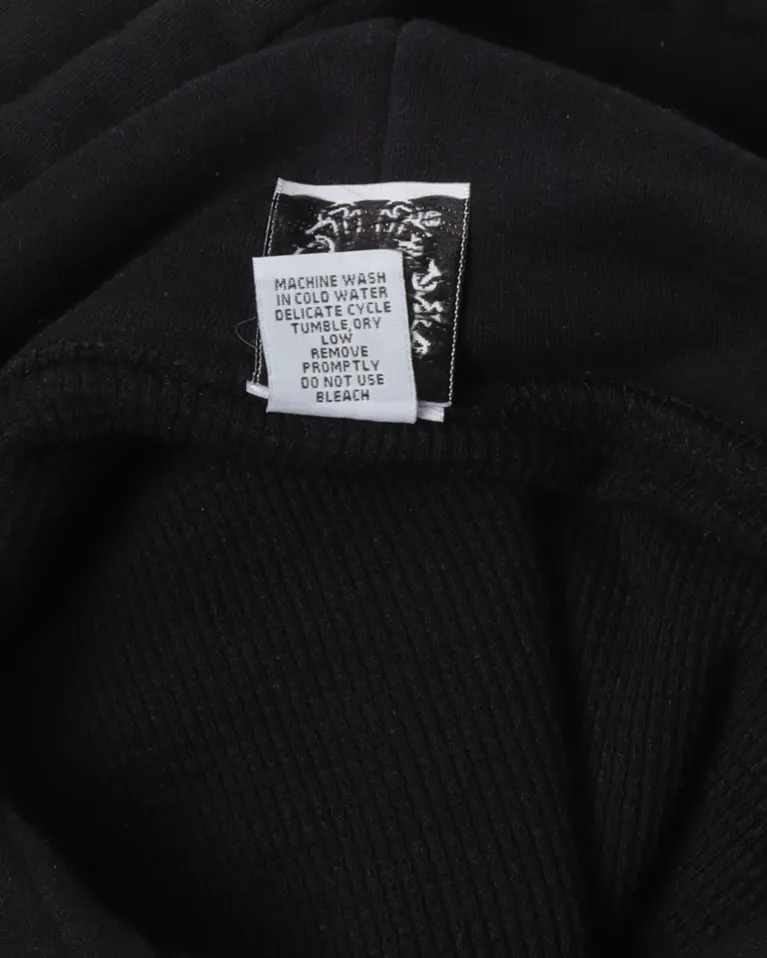 MACHINE WASH
IN COLD WATER
DELICATE CYCLE
TUMBLE, DRY
LOW
REMOVE
PROMPTLY
DO NOT USE
BLEACH